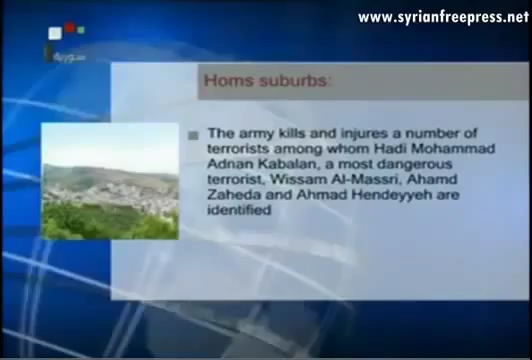 www.syrianfreepress.net
سورية
Homs suburbs:
The army kills and injures a number of
terrorists among whom Hadi Mohammad
Adnan Kabalan, a most dangerous
terrorist, Wissam Al-Massri, Ahamd
Zaheda and Ahmad Hendeyyeh are
identified